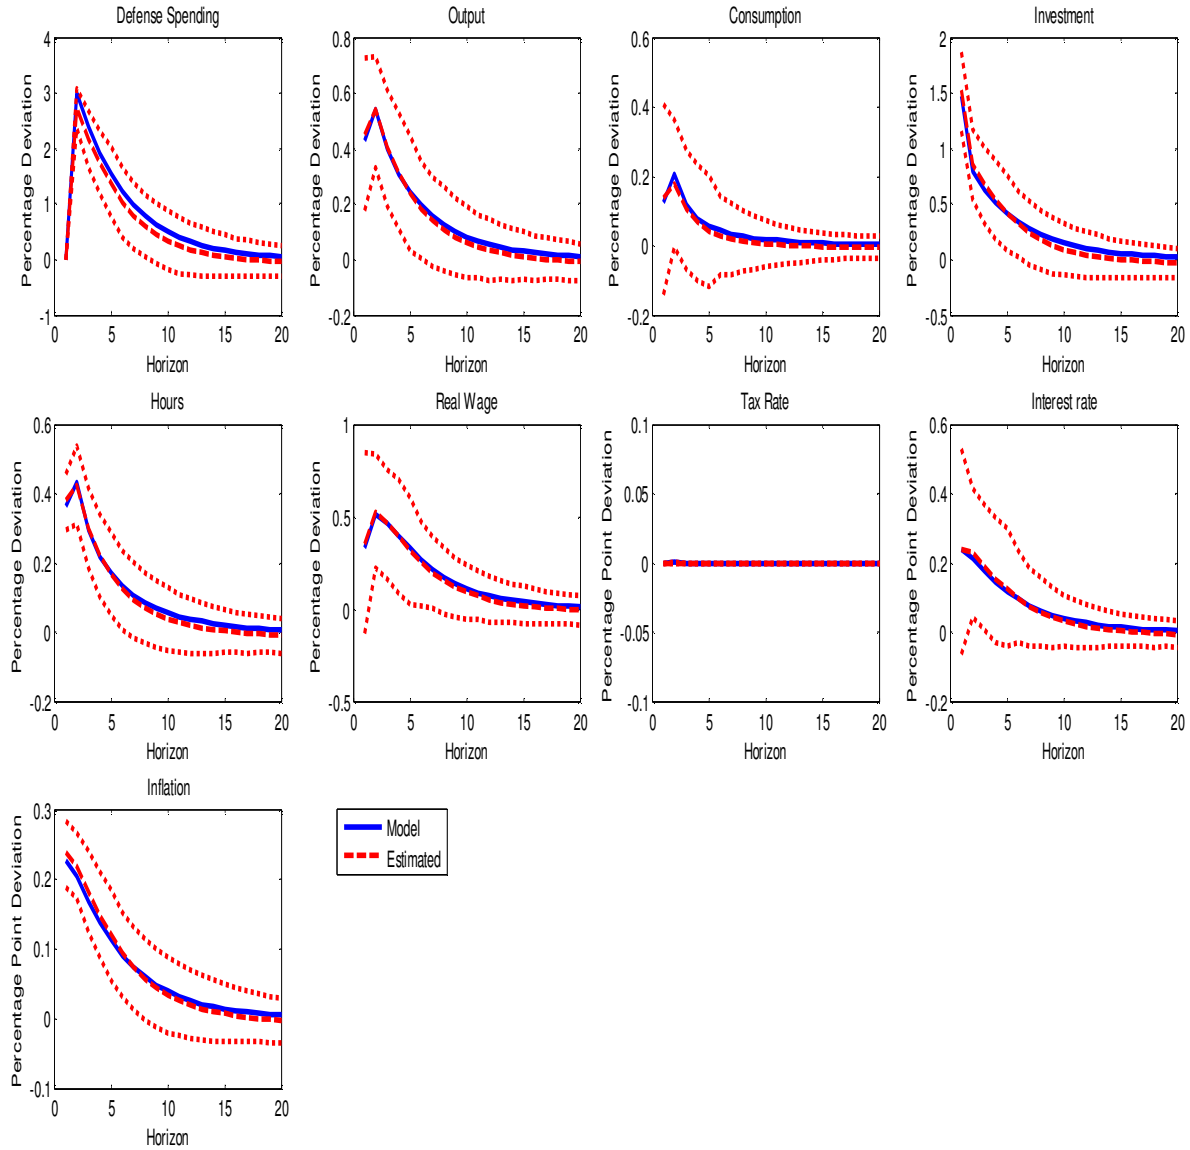 Defense Spending
Output
Consumption
Investment
4
3
2
1
0
-1
Percentage Deviation
0 5 10 15 20
Horizon
0.8
0.6
0.4
0.2
0
-0.2
Percentage Deviation
0 5 10 15 20
Horizon
0.6
0.4
0.2
0
-0.2
Percentage Deviation
0 5 10 15 20
Horizon
2
1.5
1
0.5
0
-0.5
Percentage Deviation
0 5 10 15 20
Horizon
Hours
Real Wage
Tax Rate
Interest rate
0.6
0.4
0.2
0
-0.2
Percentage Deviation
0 5 10 15 20
Horizon
1
0.5
0
-0.5
Percentage Deviation
0 5 10 15 20
Horizon
0.1
0.05
0
-0.05
-0.1
Percentage Point Deviation
0 5 10 15 20
Horizon
0.6
0.4
0.2
0
-0.2
Percentage Point Deviation
0 5 10 15 20
Horizon
Inflation
0.3
0.2
0.1
0
-0.1
Percentage Point Deviation
0 5 10 15 20
Horizon
Model
Estimated